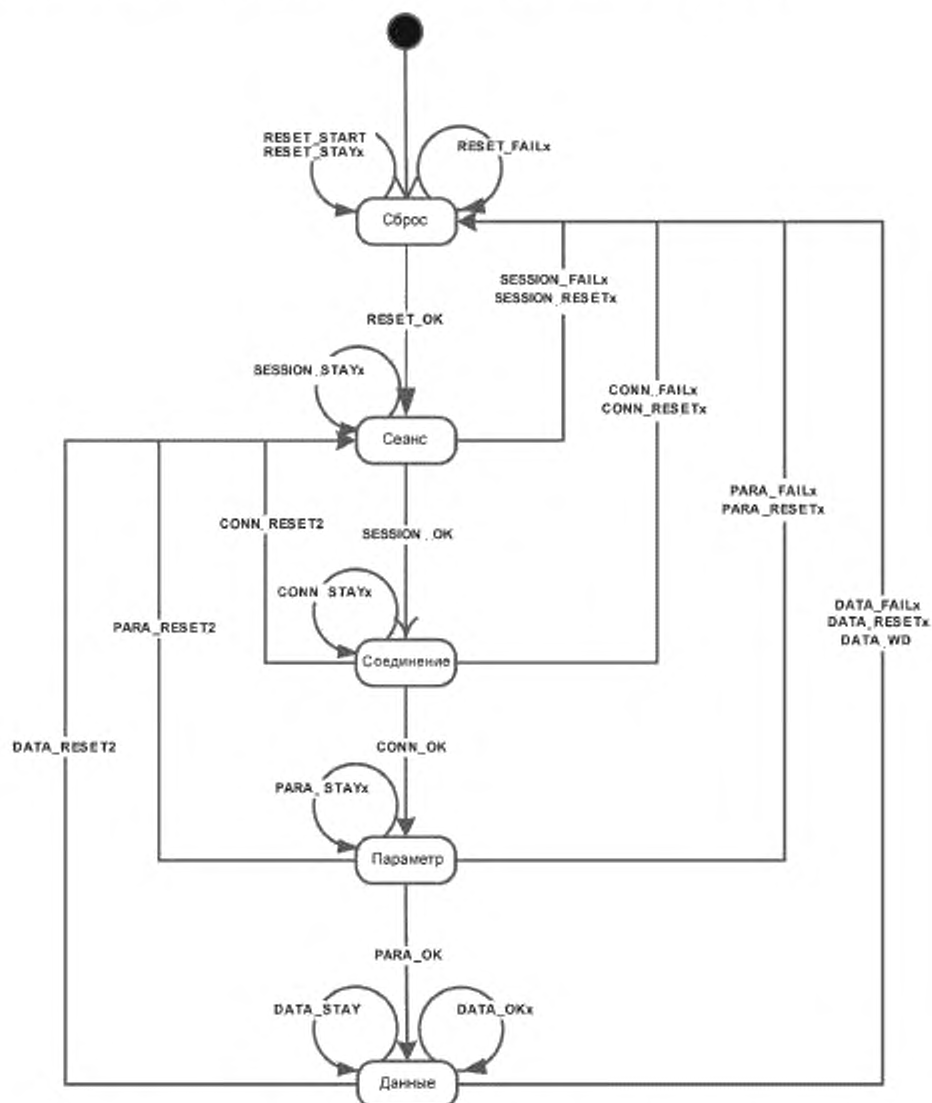 RESET_START
RESET_STAYx
RESET_FAILx
Сброс
SESSION_FAILx
SESSION_RESETx
RESET_OK
SESSION_STAYx
CONN_FAILx
CONN_RESETx
Сеанс
PARA_FAILx
PARA_RESETx
CONN_RESET2
SESSION_OK
CONN_STAYx
DATA_FAILx
DATA_RESETx
DATA_WD
PARA_RESET2
Соединение
DATA_RESET2
CONN_OK
PARA_STAYx
Параметр
PARA_OK
DATA_STAY
DATA_OKx
Данные